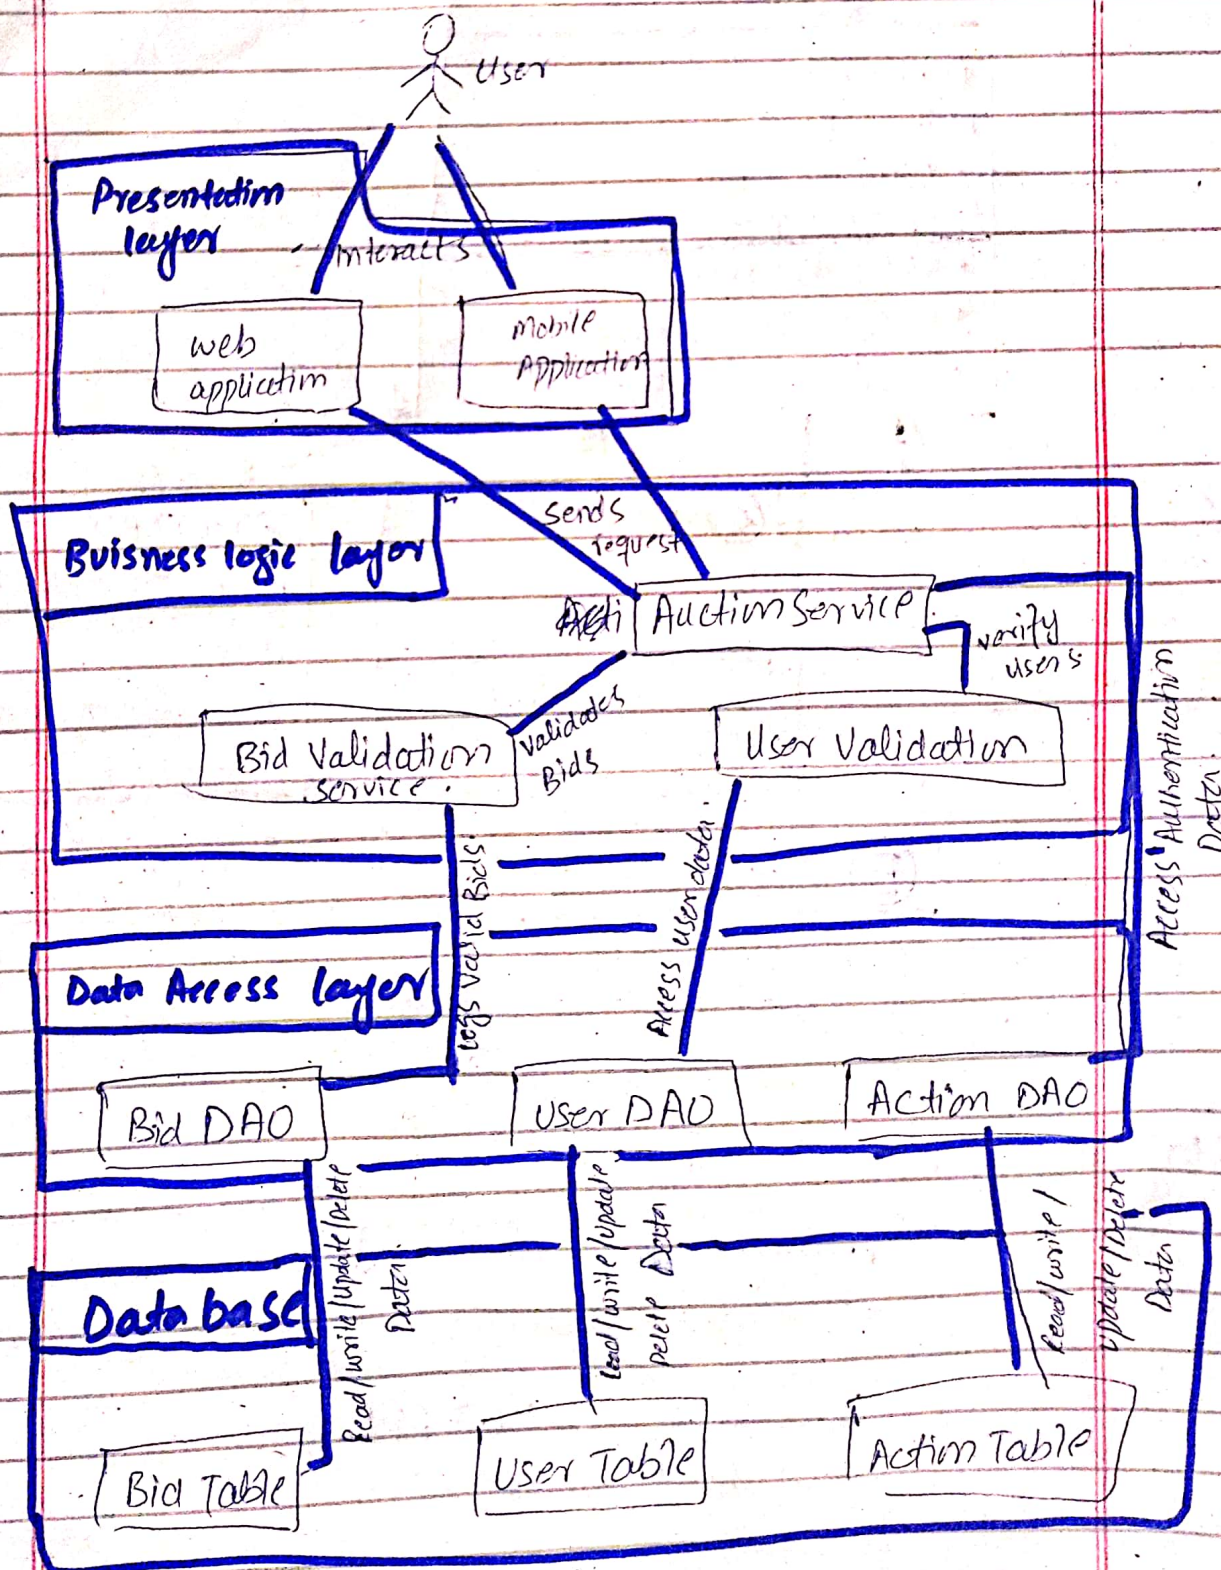 User
Presentation
layer
interacts
web
application
Mobile
Application
sends
request
Buisness logic layer
Auction Service
verify
users
validates
Bids
Bid Validation
service.
User Validation
Access Authentication
Data
Logs Valid Bids
Access user data
Data Access layer
Bid DAO
User DAO
Action DAO
Read/write/update/Delete
Data
Read/write/update
Delete Data
Read/write/
update/Delete
Data
Database
Bid Table
User Table
Action Table